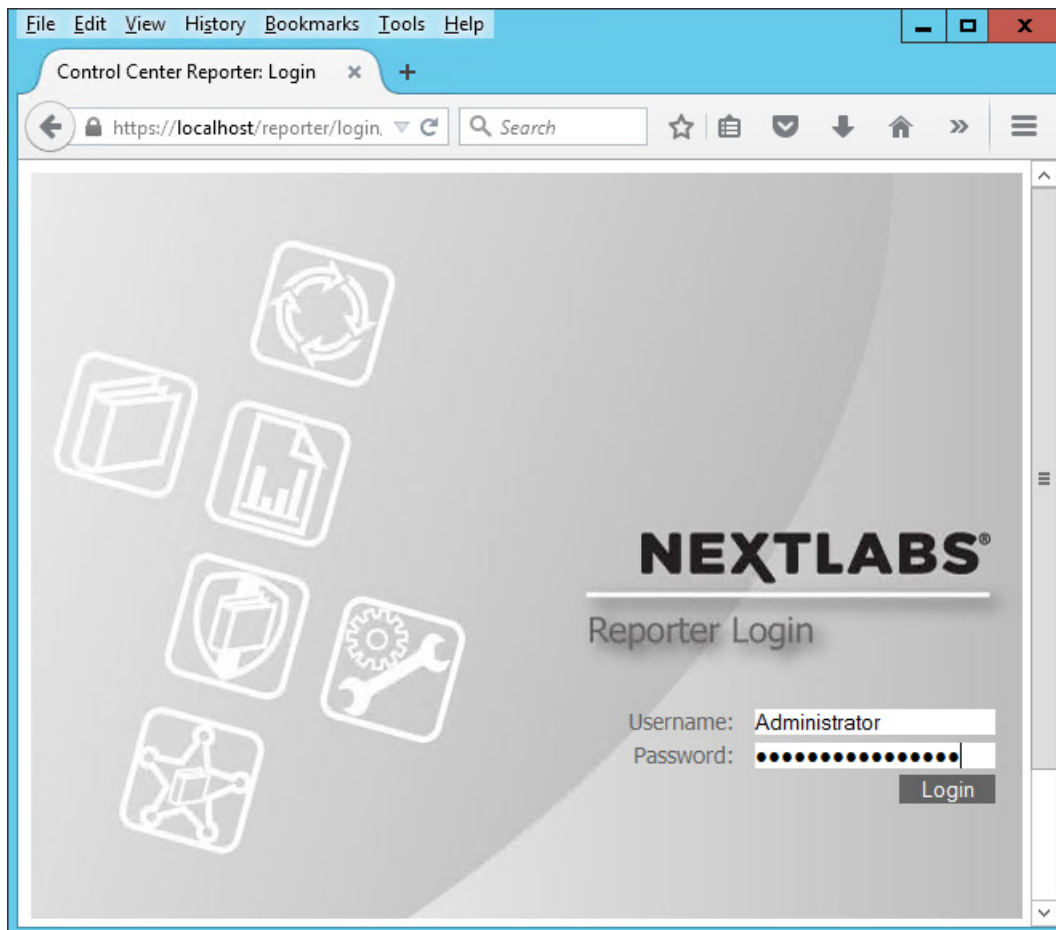 File Edit View History Bookmarks Tools Help
Control Center Reporter: Login
https://localhost/reporter/login,
Search
NEXTLABS®
Reporter Login
Username: Administrator
Password: ●●●●●●●●●●●●●●●●
Login